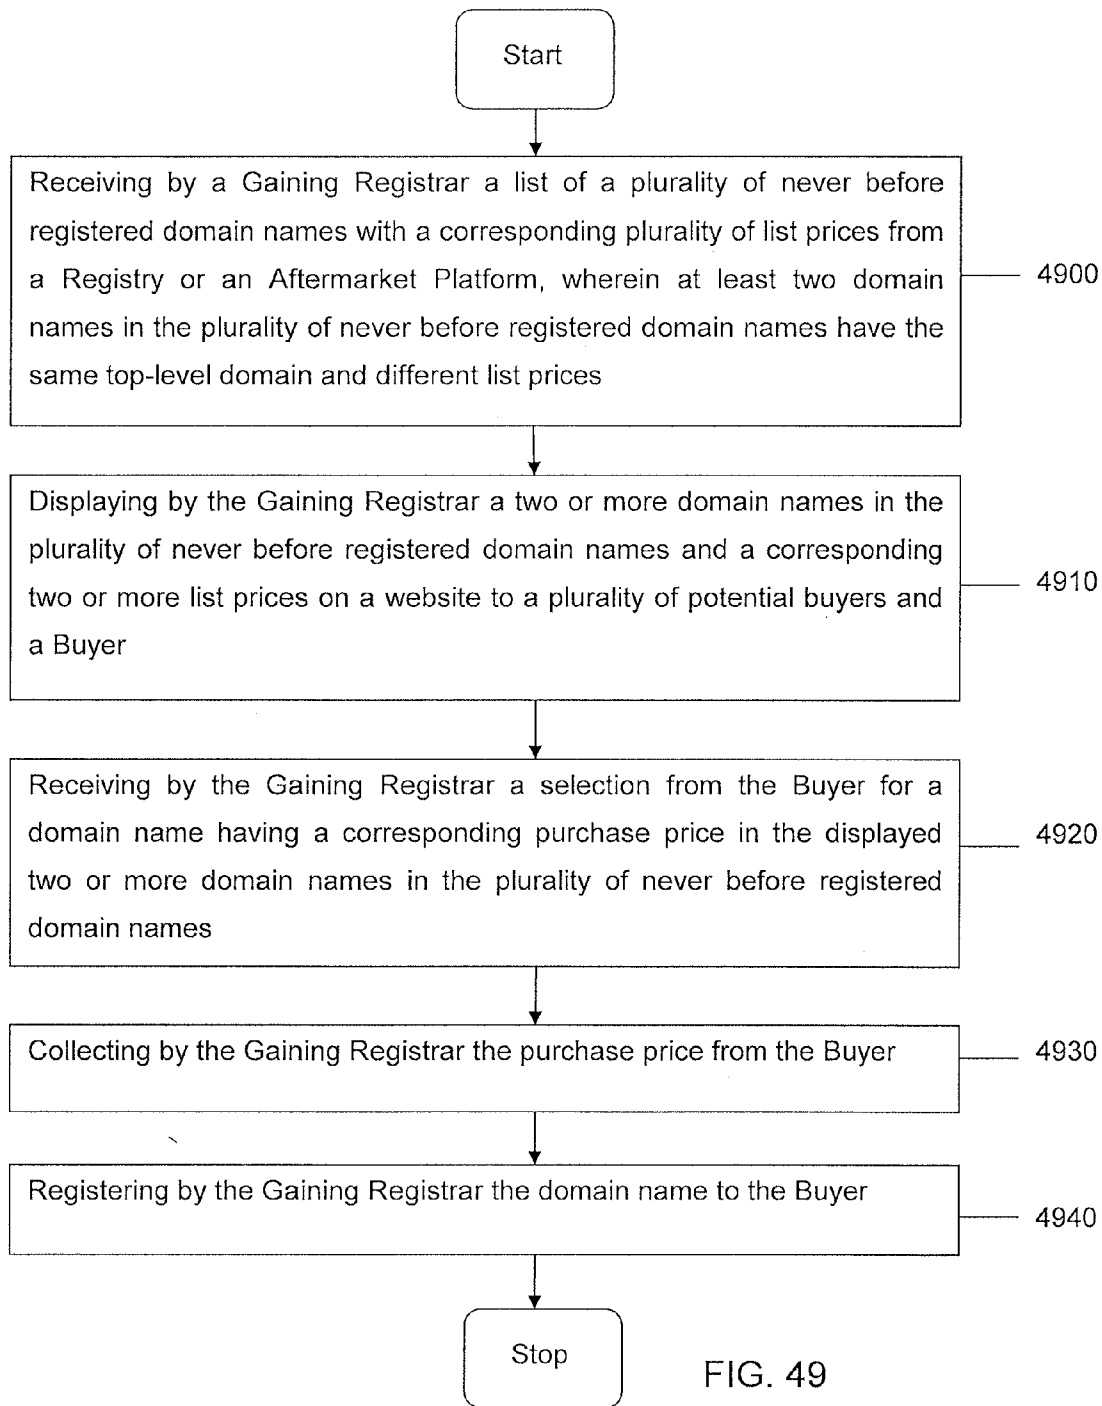 Start
Receiving by a Gaining Registrar a list of a plurality of never before
registered domain names with a corresponding plurality of list prices from
a Registry or an Aftermarket Platform, wherein at least two domain
names in the plurality of never before registered domain names have the
same top-level domain and different list prices
4900
Displaying by the Gaining Registrar a two or more domain names in the
plurality of never before registered domain names and a corresponding
two or more list prices on a website to a plurality of potential buyers and
a Buyer
4910
Receiving by the Gaining Registrar a selection from the Buyer for a
domain name having a corresponding purchase price in the displayed
two or more domain names in the plurality of never before registered
domain names
4920
Collecting by the Gaining Registrar the purchase price from the Buyer
4930
Registering by the Gaining Registrar the domain name to the Buyer
4940
Stop
FIG. 49